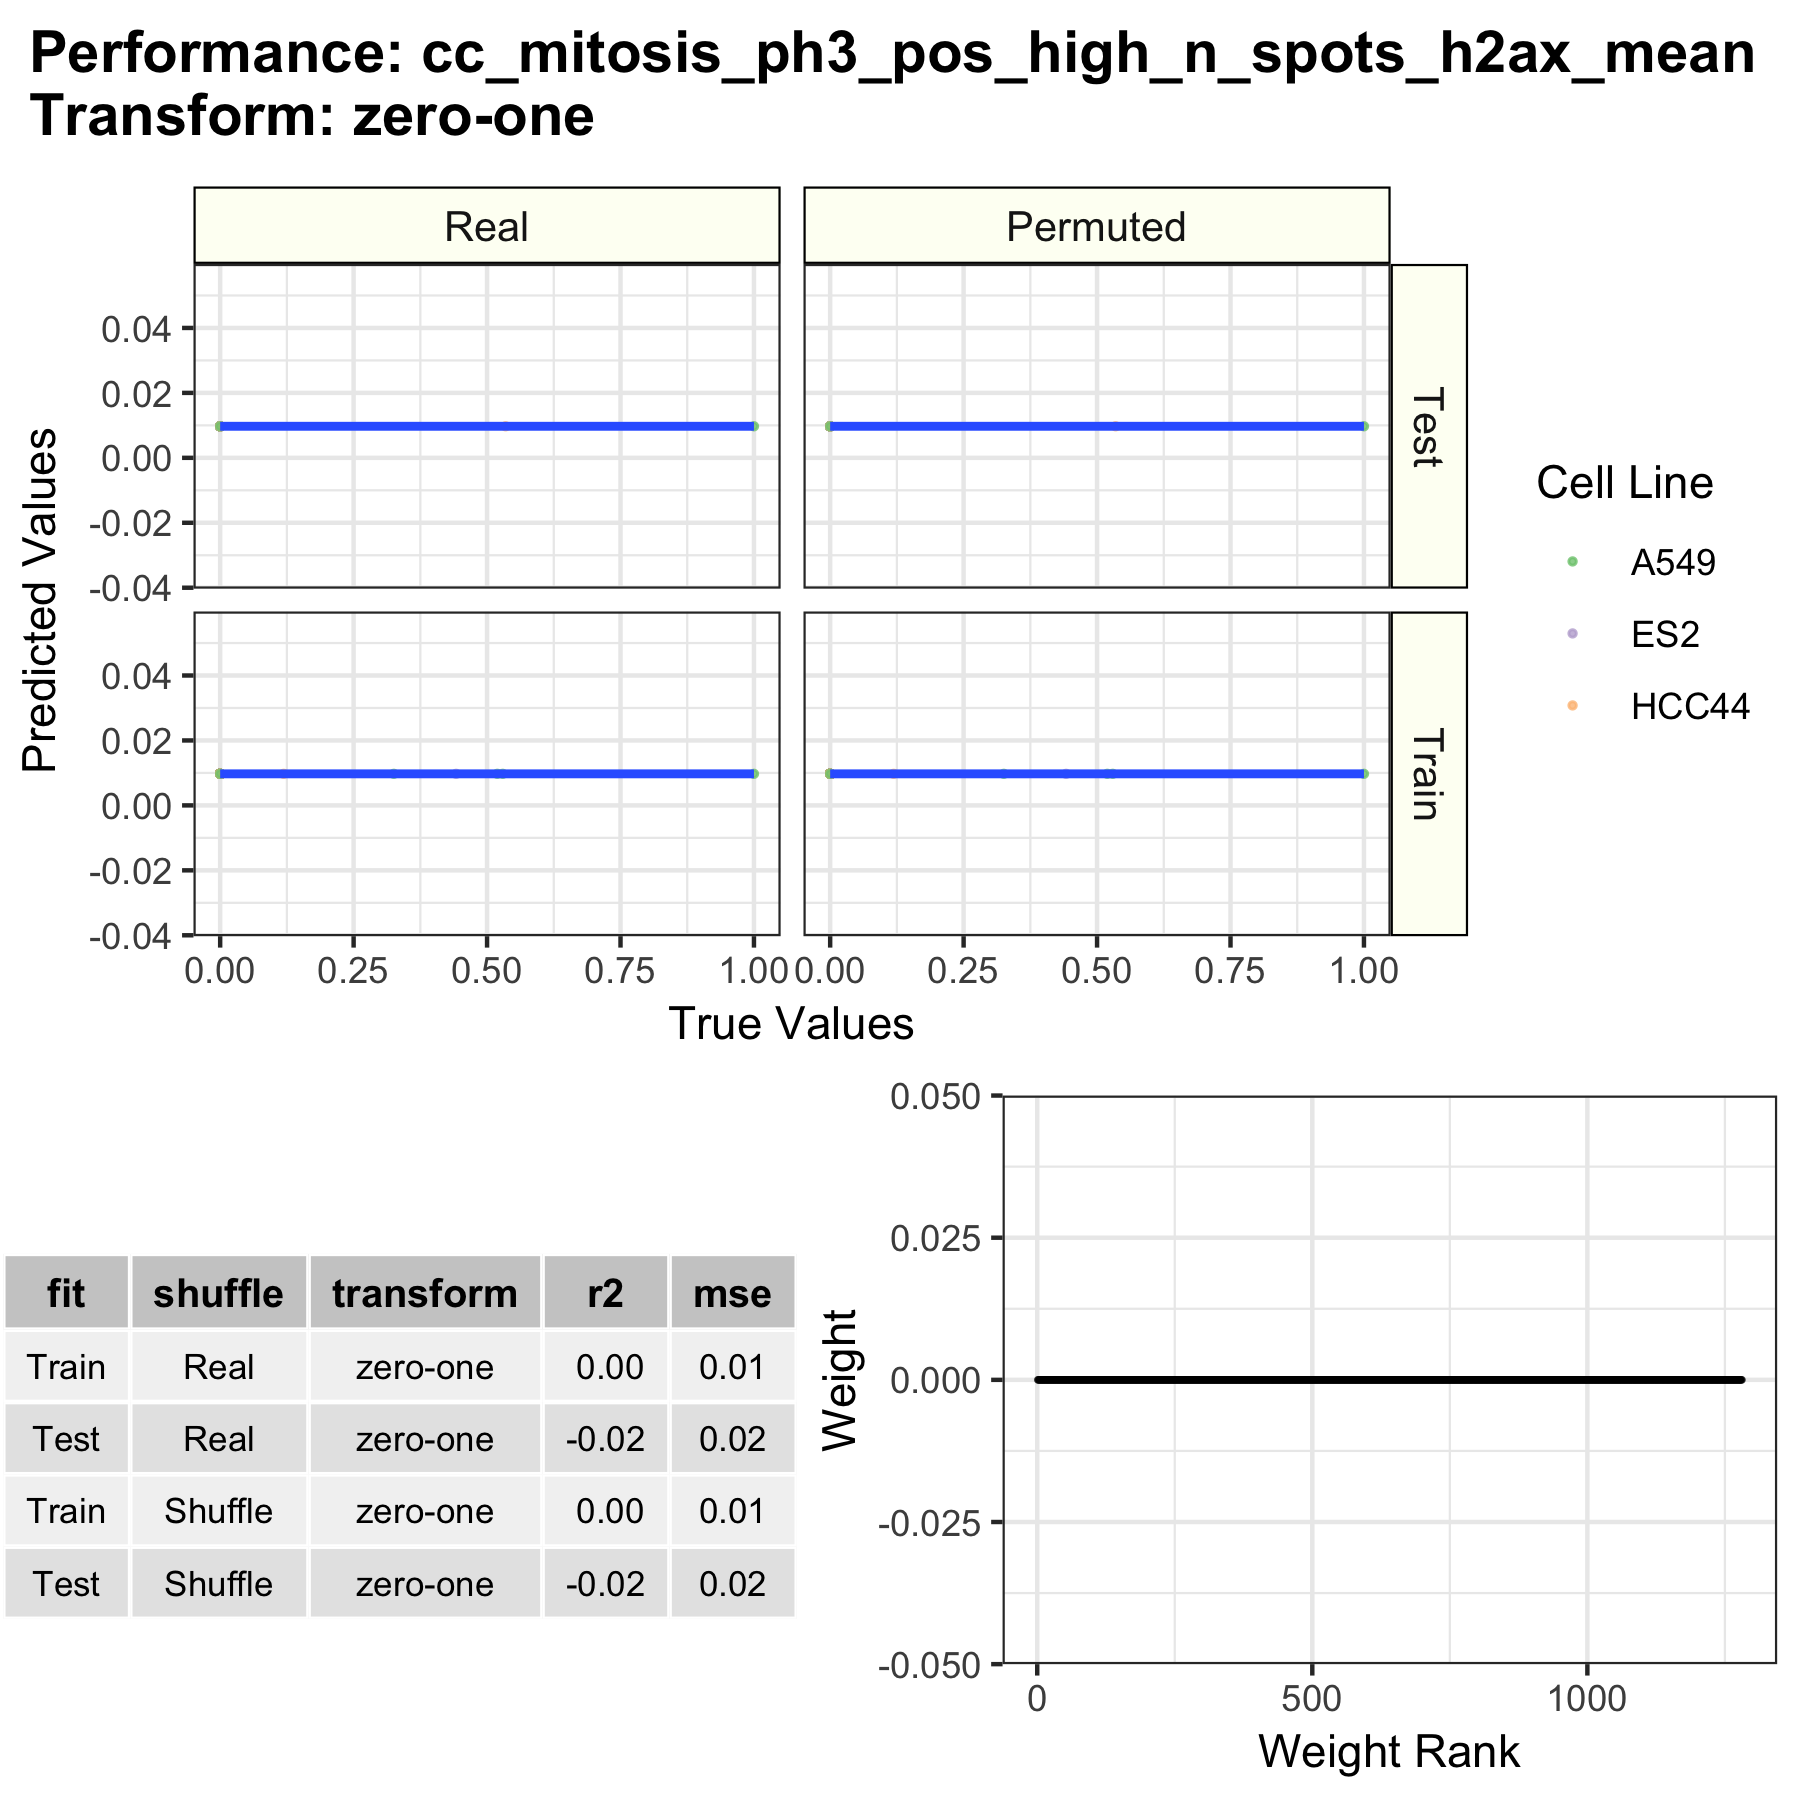 Performance: cc_mitosis_ph3_pos_high_n_spots_h2ax_mean
Transform: zero-one
Real
Permuted
0.04
0.02
0.00
-0.02
-0.04
Test
0.04
0.02
0.00
-0.02
-0.04
Train
Predicted Values
0.00 0.25 0.50 0.75 1.00
0.00 0.25 0.50 0.75 1.00
True Values
Cell Line
A549
ES2
HCC44
fit shuffle transform r2 mse
Train Real zero-one 0.00 0.01
Test Real zero-one -0.02 0.02
Train Shuffle zero-one 0.00 0.01
Test Shuffle zero-one -0.02 0.02
0.050
0.025
0.000
-0.025
-0.050
Weight
0 500 1000
Weight Rank